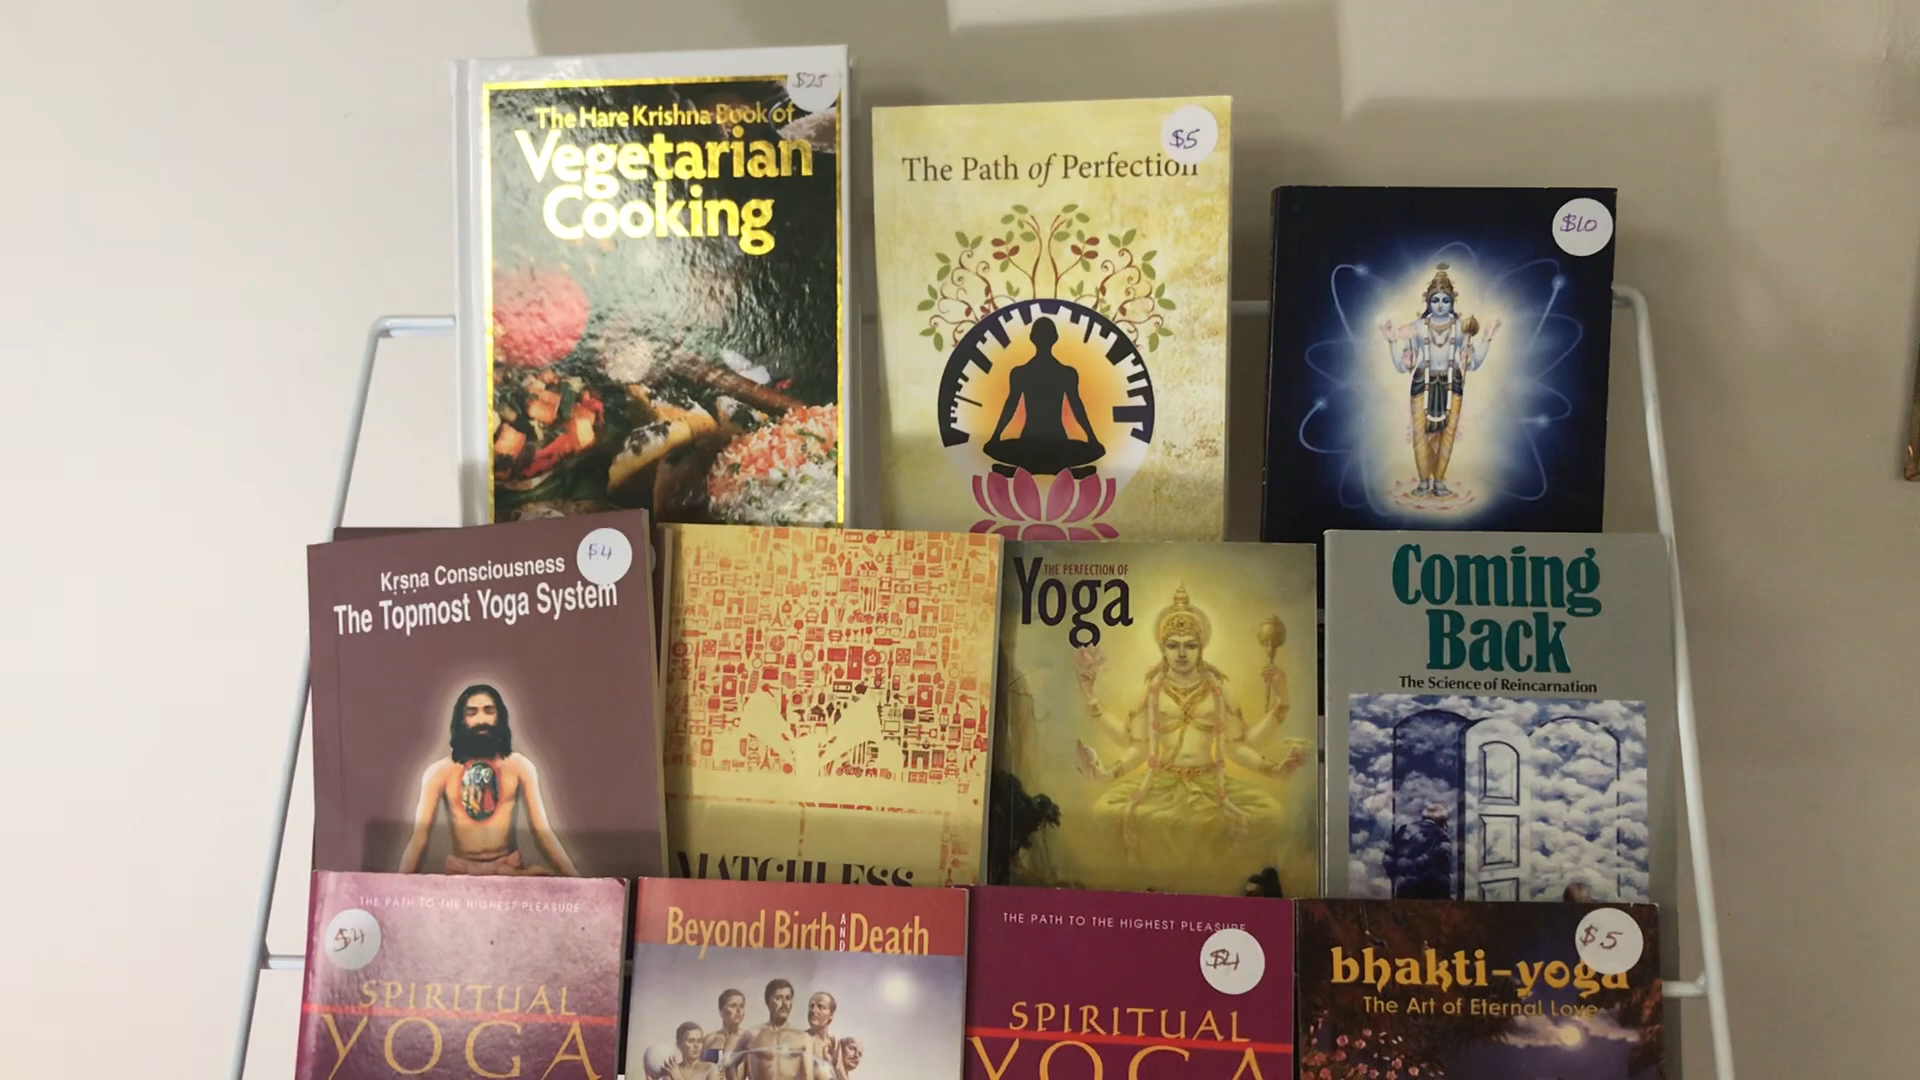 $25
The Hare Krishna Book of
Vegetarian
Cooking
$5
The Path of Perfection
$10
$4
Krsna Consciousness
The Topmost Yoga System
MATCHLESS
THE PERFECTION OF
Yoga
Coming
Back
The Science of Reincarnation
THE PATH TO THE HIGHEST PLEASURE
$4
SPIRITUAL
YOGA
Beyond Birth AND Death
THE PATH TO THE HIGHEST PLEASURE
$4
SPIRITUAL
YOGA
$5
bhakti-yoga
The Art of Eternal Love